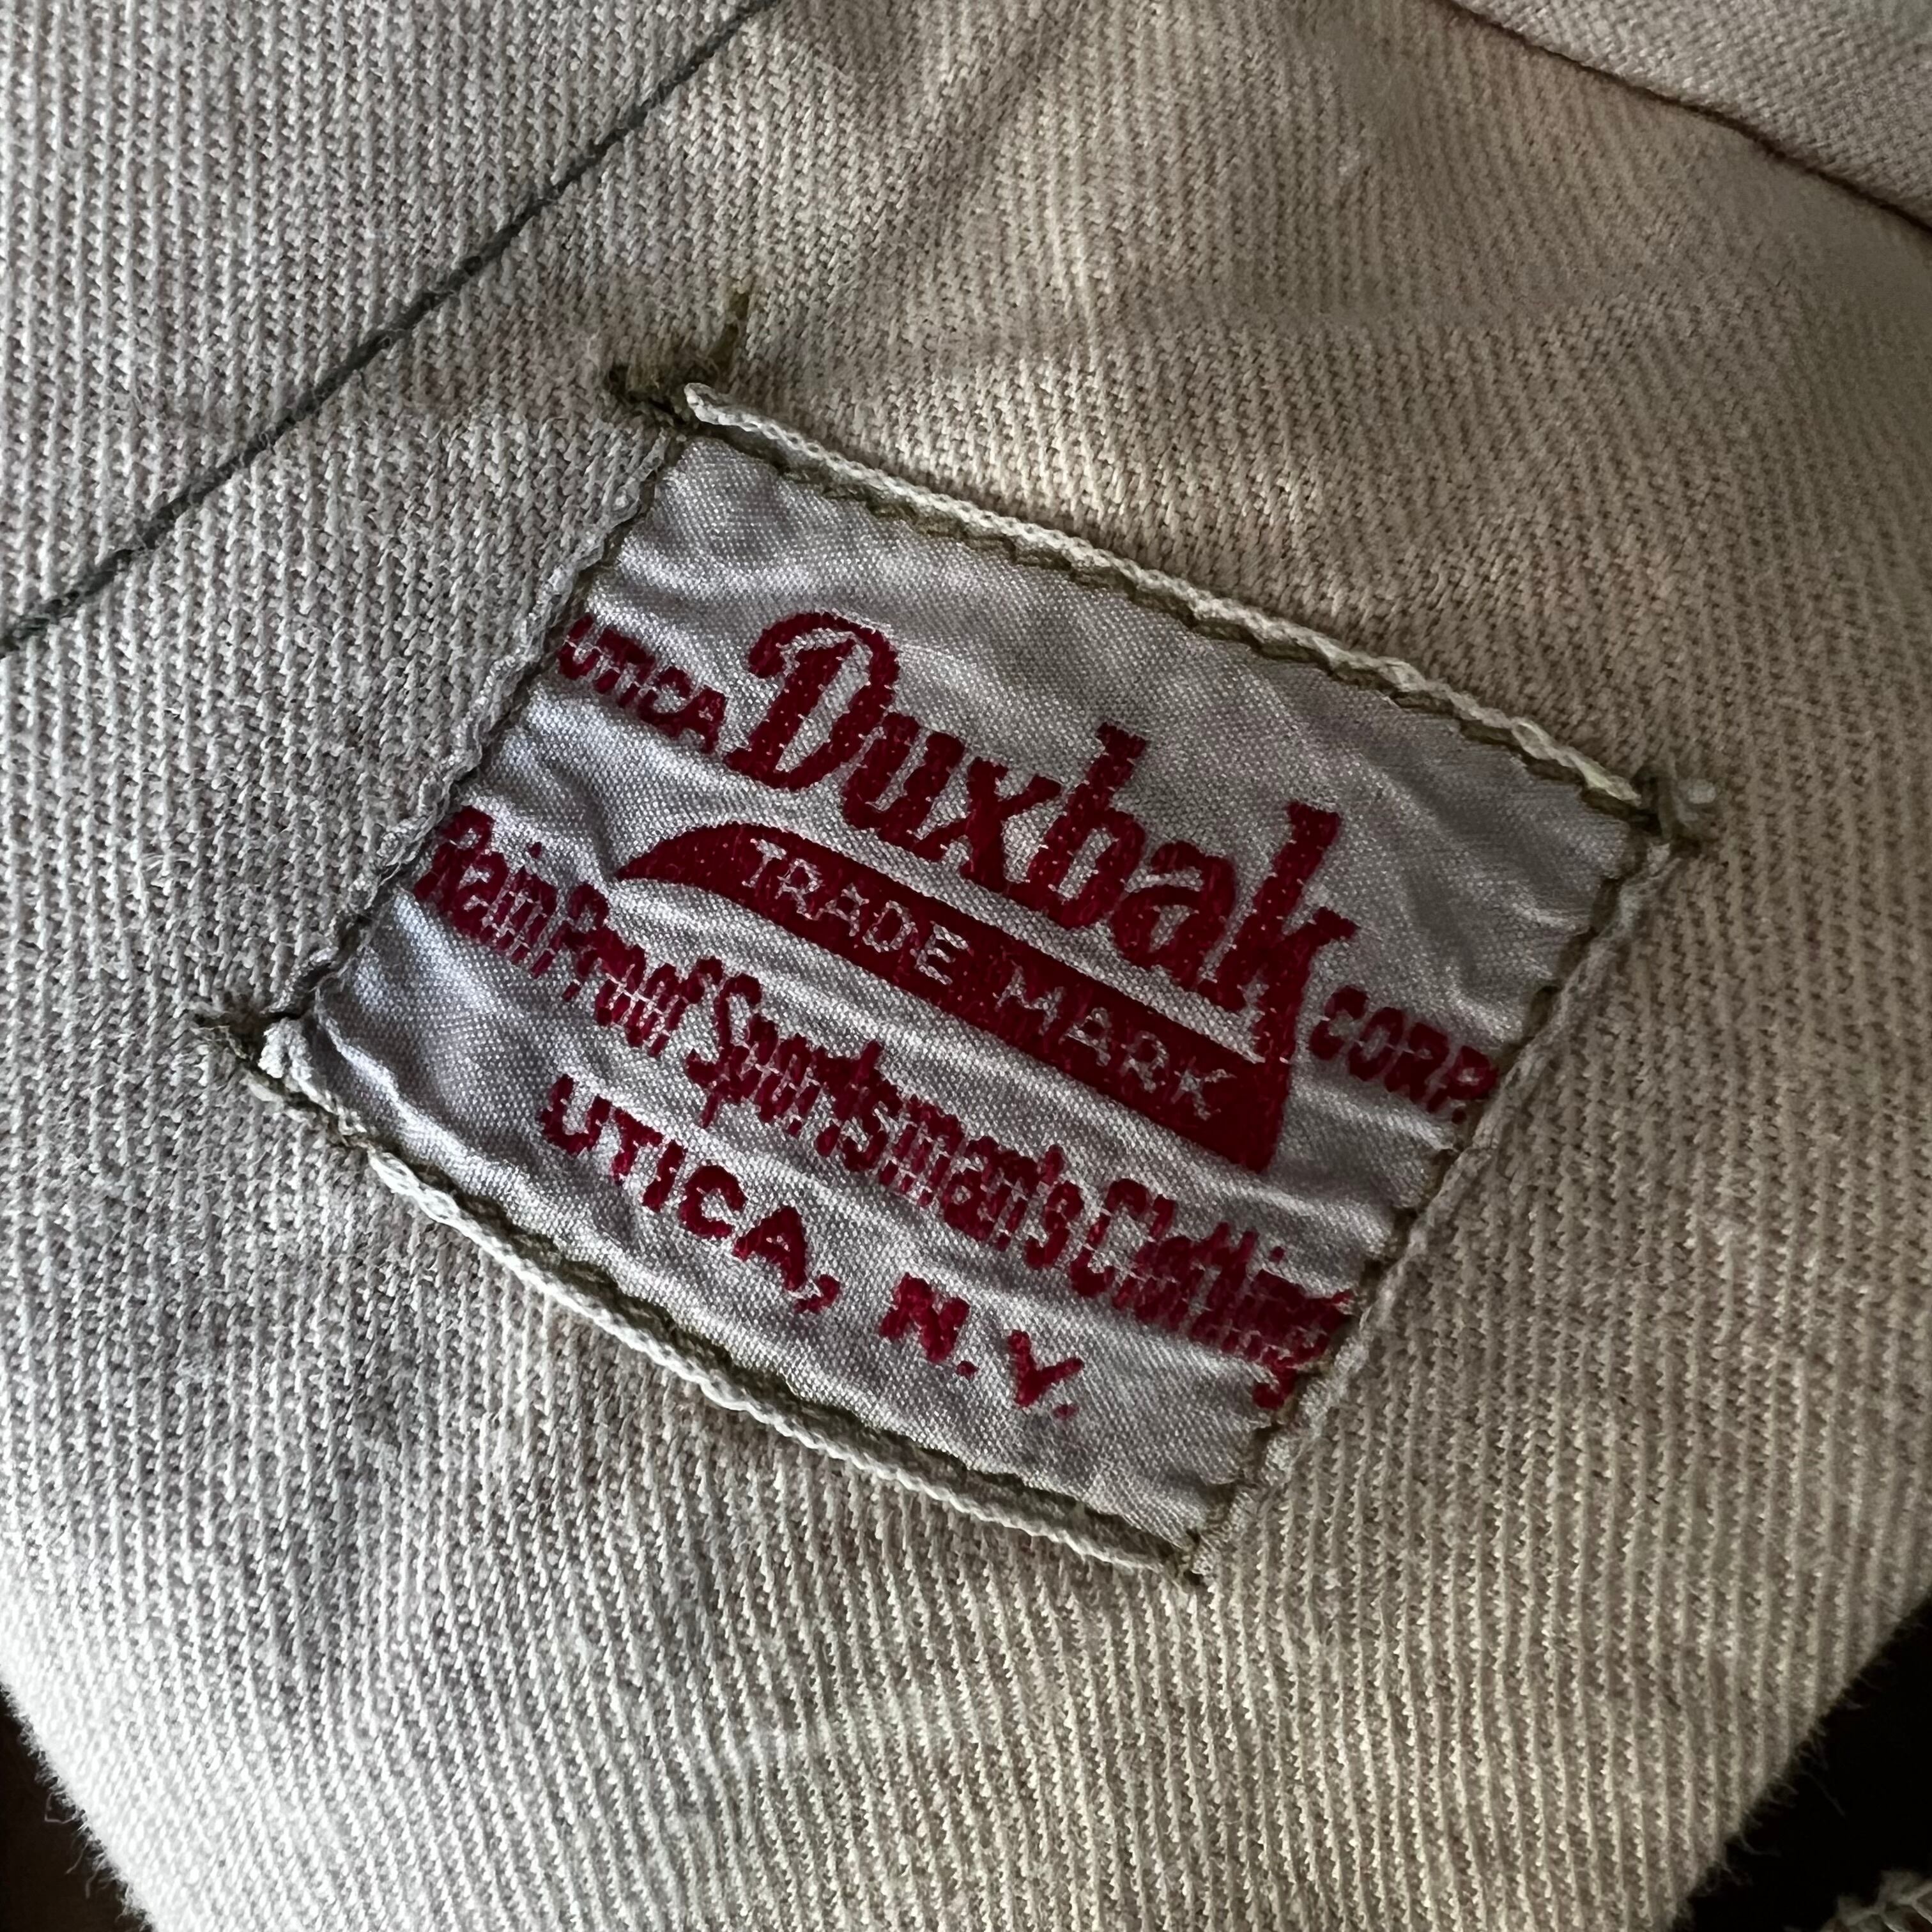 UTICA Duxbak CORP.
TRADE MARK
Rain Proof Sportsman's Clothing
UTICA, N.Y.